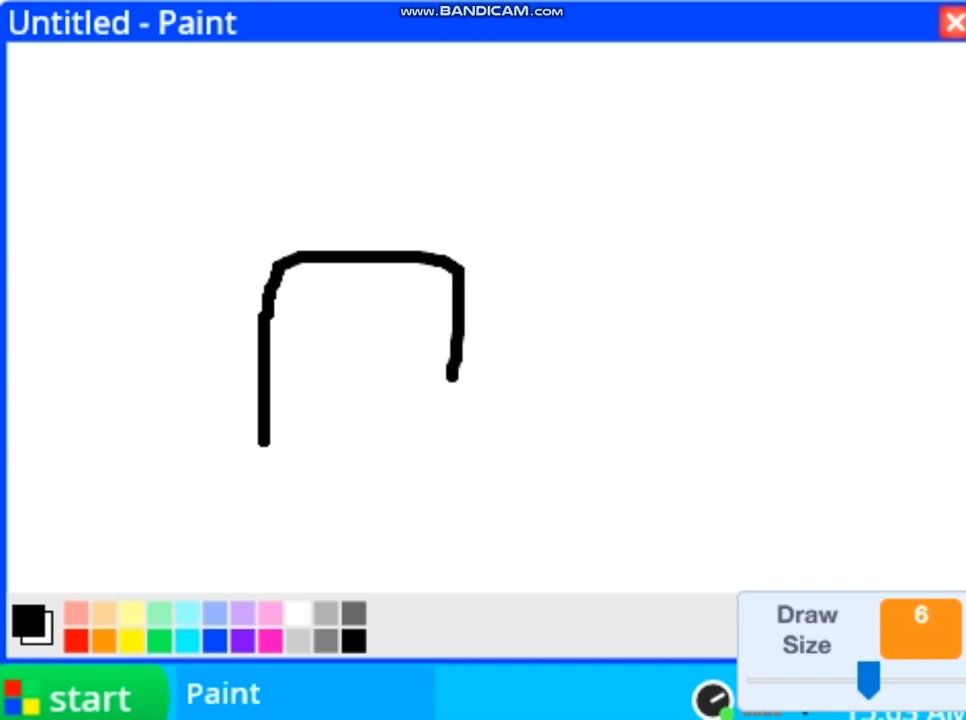 www.BANDICAM.com
Untitled - Paint
Draw
Size
6
start
Paint